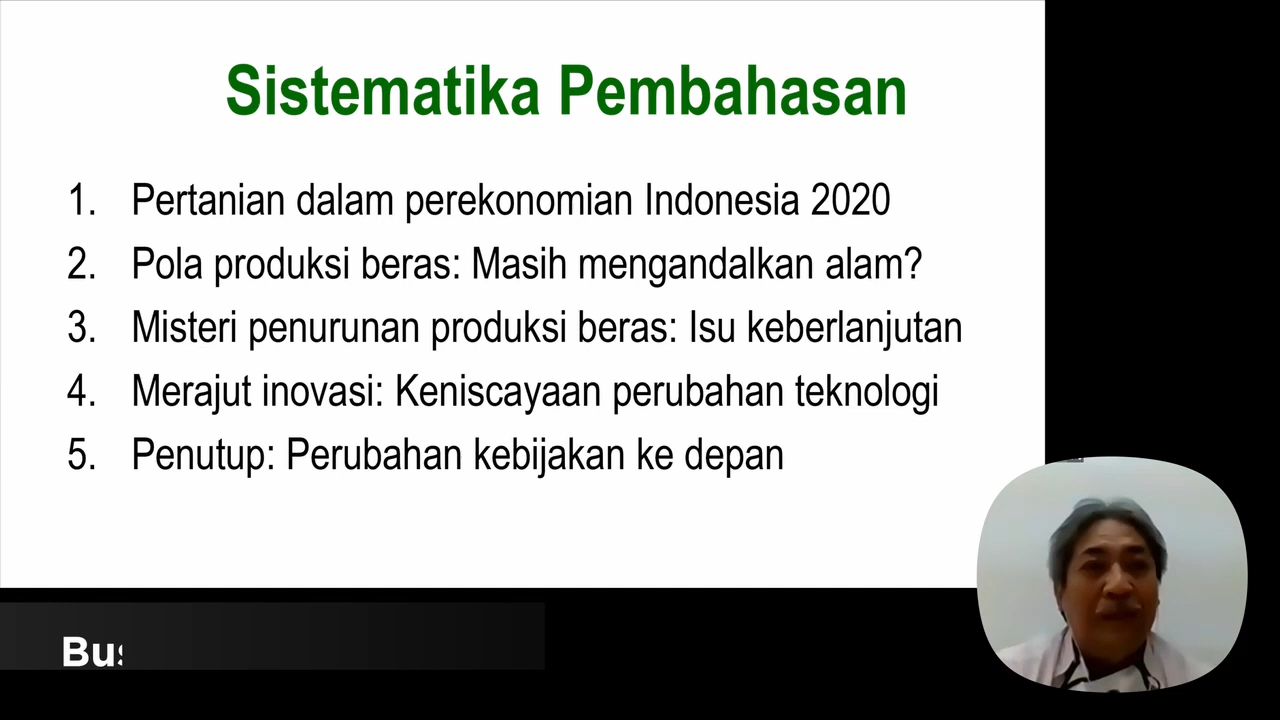 Sistematika Pembahasan
1. Pertanian dalam perekonomian Indonesia 2020
2. Pola produksi beras: Masih mengandalkan alam?
3. Misteri penurunan produksi beras: Isu keberlanjutan
4. Merajut inovasi: Keniscayaan perubahan teknologi
5. Penutup: Perubahan kebijakan ke depan